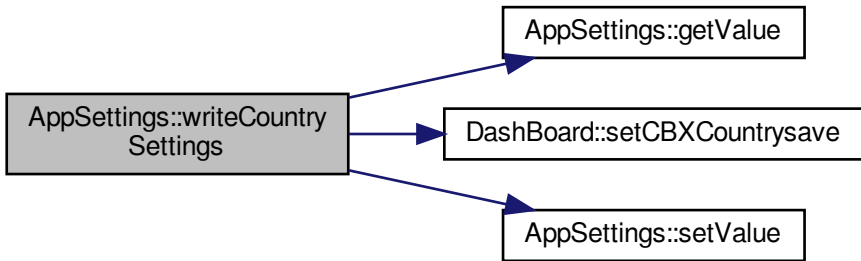 AppSettings::getValue
AppSettings::writeCountry
Settings
DashBoard::setCBXCountrysave
AppSettings::setValue